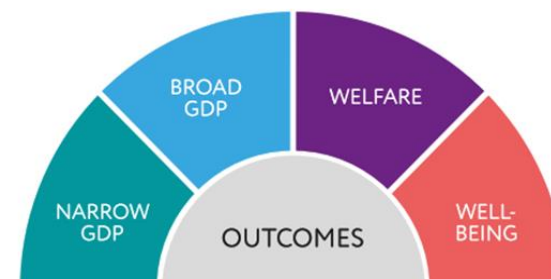 BROAD
GDP
WELFARE
NARROW
GDP
OUTCOMES
WELL-
BEING